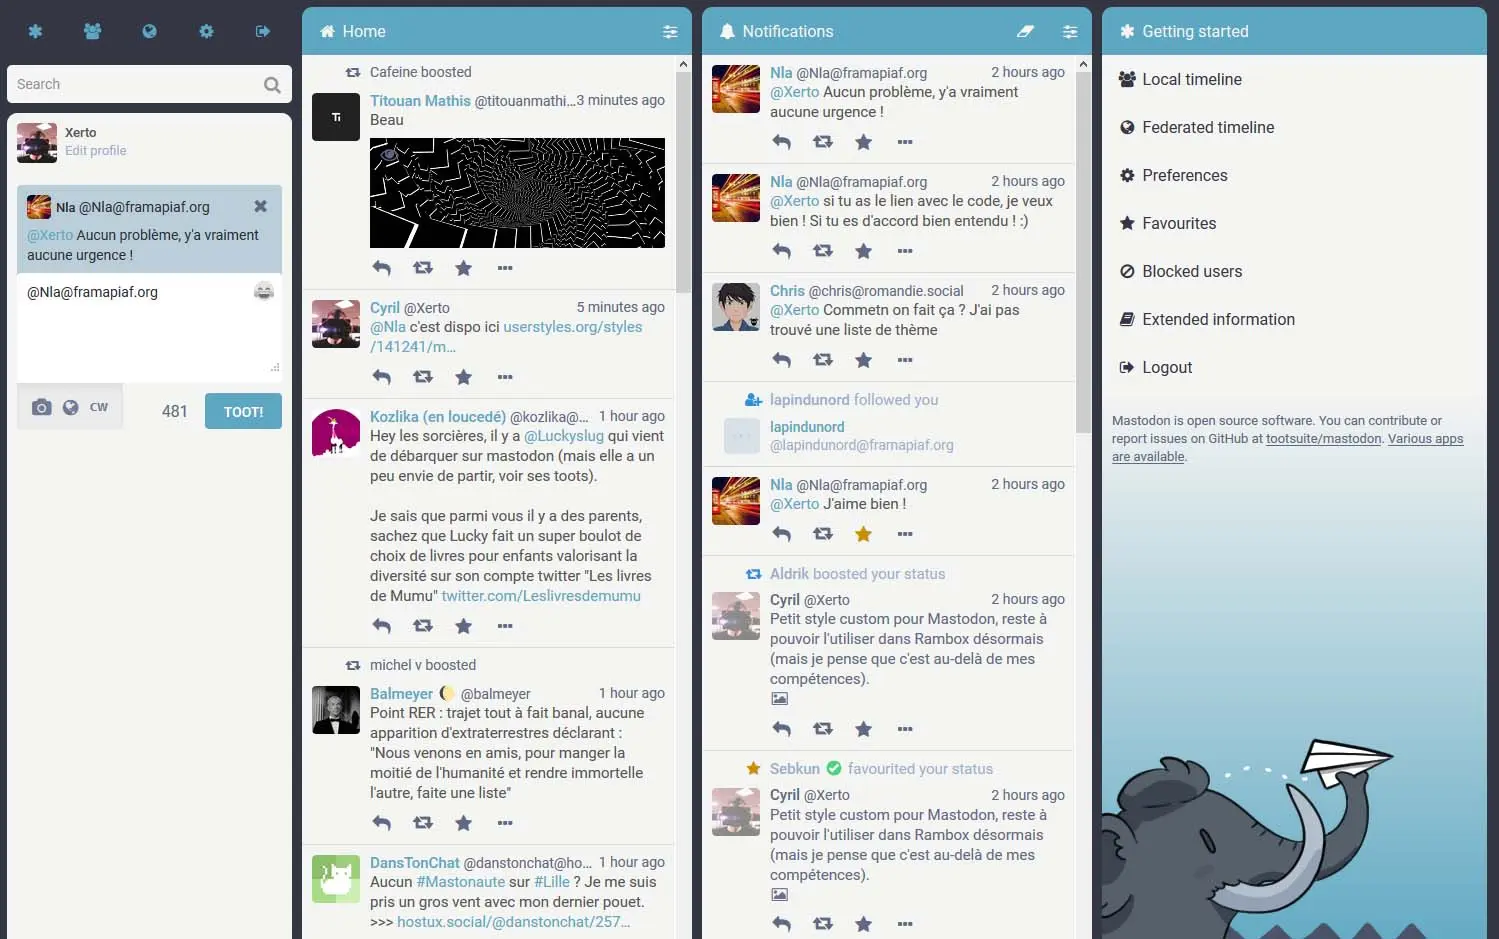 Search
Xerto
Edit profile
Nla @Nla@framapiaf.org
@Xerto Aucun problème, y'a vraiment
aucune urgence !
@Nla@framapiaf.org
CW
481
TOOT!
Home
Cafeine boosted
Titouan Mathis @titouanmathi... 3 minutes ago
Ti
Beau
Cyril @Xerto 5 minutes ago
@Nla c'est dispo ici userstyles.org/styles
/141241/m...
Kozlika (en loucedé) @kozlika@... 1 hour ago
Hey les sorcières, il y a @Luckyslug qui vient
de débarquer sur mastodon (mais elle a un
peu envie de partir, voir ses toots).
Je sais que parmi vous il y a des parents,
sachez que Lucky fait un super boulot de
choix de livres pour enfants valorisant la
diversité sur son compte twitter "Les livres
de Mumu" twitter.com/Leslivresdemumu
michel v boosted
Balmeyer @balmeyer 1 hour ago
Point RER : trajet tout à fait banal, aucune
apparition d'extraterrestres déclarant :
"Nous venons en amis, pour manger la
moitié de l'humanité et rendre immortelle
l'autre, faite une liste"
DansTonChat @danstonchat@ho... 1 hour ago
Aucun #Mastonaute sur #Lille ? Je me suis
pris un gros vent avec mon dernier pouet.
>>> hostux.social/@danstonchat/257...
Notifications
Nla @Nla@framapiaf.org 2 hours ago
@Xerto Aucun problème, y'a vraiment
aucune urgence !
Nla @Nla@framapiaf.org 2 hours ago
@Xerto si tu as le lien avec le code, je veux
bien ! Si tu es d'accord bien entendu ! :)
Chris @chris@romandie.social 2 hours ago
@Xerto Commetn on fait ça ? J'ai pas
trouvé une liste de thème
lapindunord followed you
lapindunord
@lapindunord@framapiaf.org
Nla @Nla@framapiaf.org 2 hours ago
@Xerto J'aime bien !
Aldrik boosted your status
Cyril @Xerto 2 hours ago
Petit style custom pour Mastodon, reste à
pouvoir l'utiliser dans Rambox désormais
(mais je pense que c'est au-delà de mes
compétences).
Sebkun favourited your status
Cyril @Xerto 2 hours ago
Petit style custom pour Mastodon, reste à
pouvoir l'utiliser dans Rambox désormais
(mais je pense que c'est au-delà de mes
compétences).
Getting started
Local timeline
Federated timeline
Preferences
Favourites
Blocked users
Extended information
Logout
Mastodon is open source software. You can contribute or
report issues on GitHub at tootsuite/mastodon. Various apps
are available.